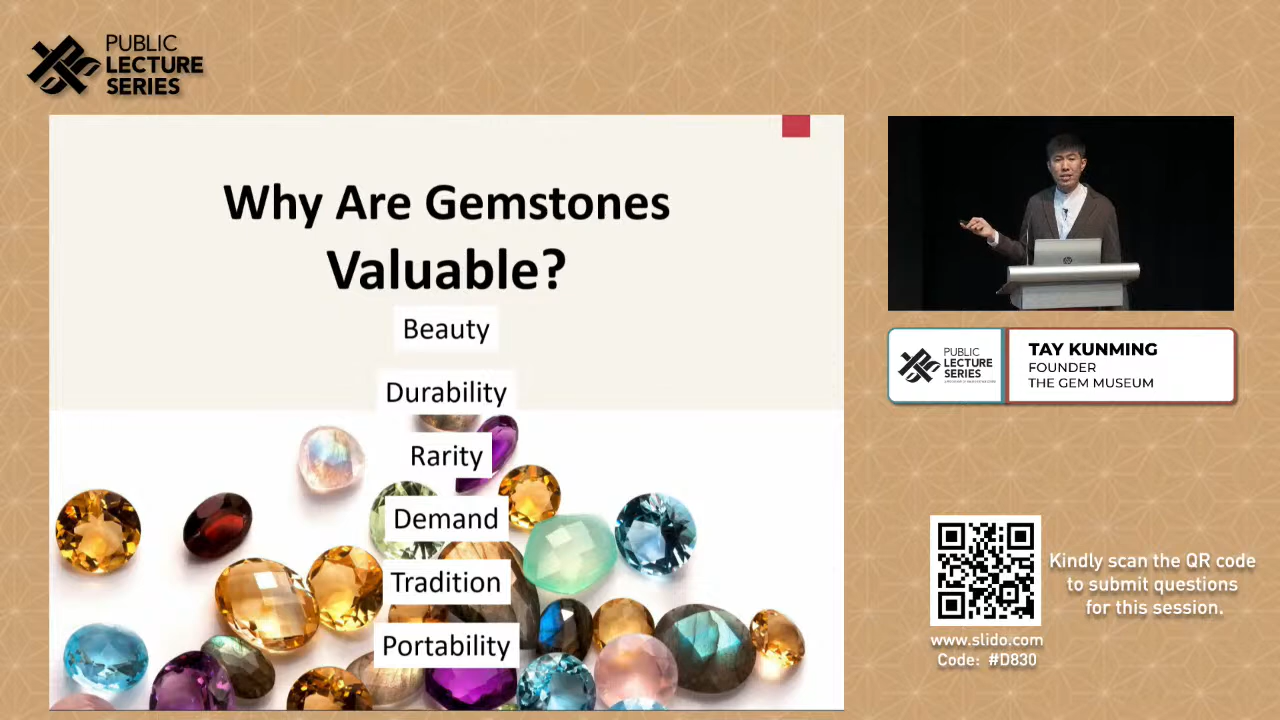 PUBLIC
LECTURE
SERIES
Why Are Gemstones
Valuable?
Beauty
Durability
Rarity
Demand
Tradition
Portability
PUBLIC
LECTURE
SERIES
TAY KUNMING
FOUNDER
THE GEM MUSEUM
Kindly scan the QR code
to submit questions
for this session.
www.slido.com
Code: #D830